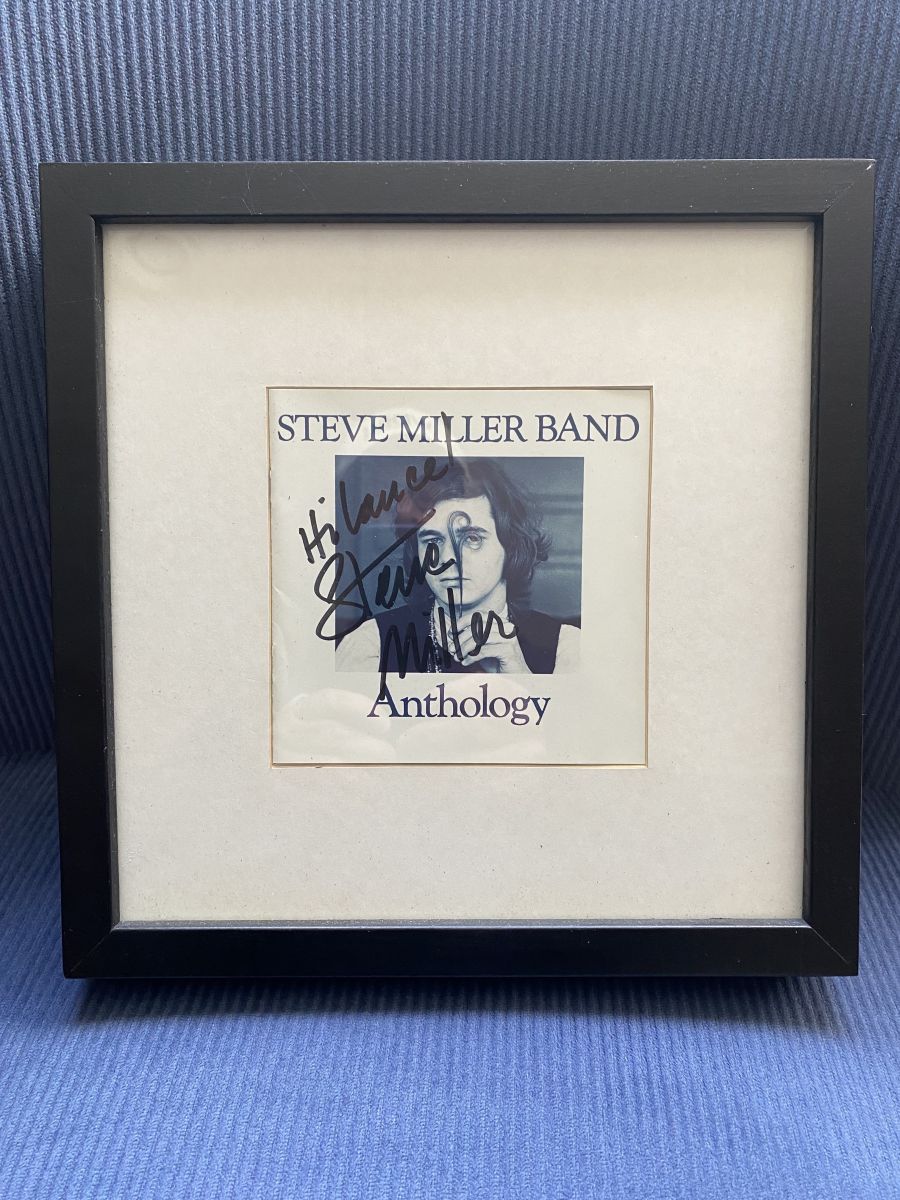 STEVE MILLER BAND
Hi Lance!
Steve
Miller
Anthology